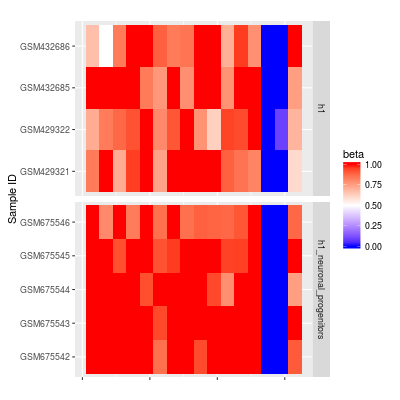 GSM432686
GSM432685
GSM429322
GSM429321
h1
GSM675546
GSM675545
GSM675544
GSM675543
GSM675542
h1_neuronal_progenitors
Sample ID
beta
1.00
0.75
0.50
0.25
0.00